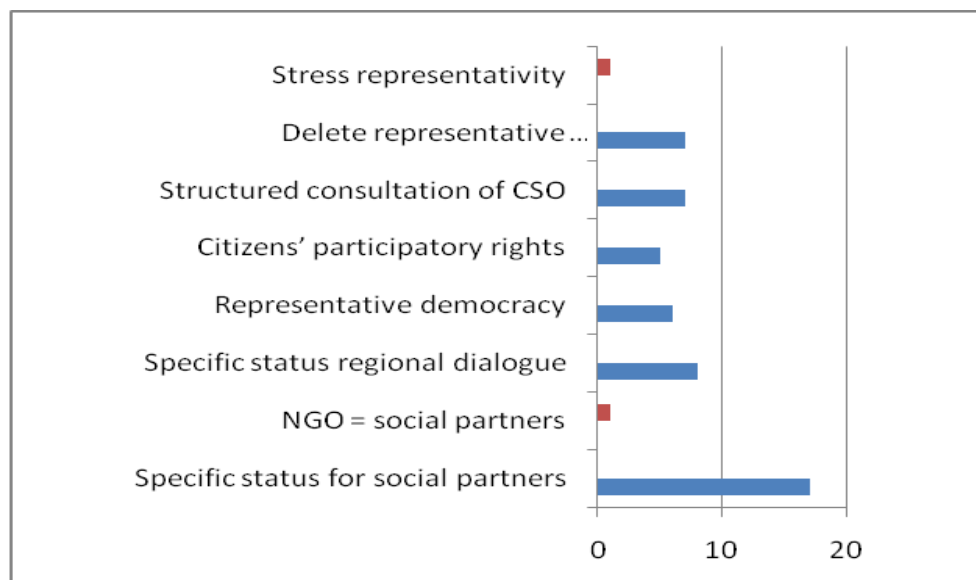 Stress representativity
Delete representative ...
Structured consultation of CSO
Citizens’ participatory rights
Representative democracy
Specific status regional dialogue
NGO = social partners
Specific status for social partners
0 10 20